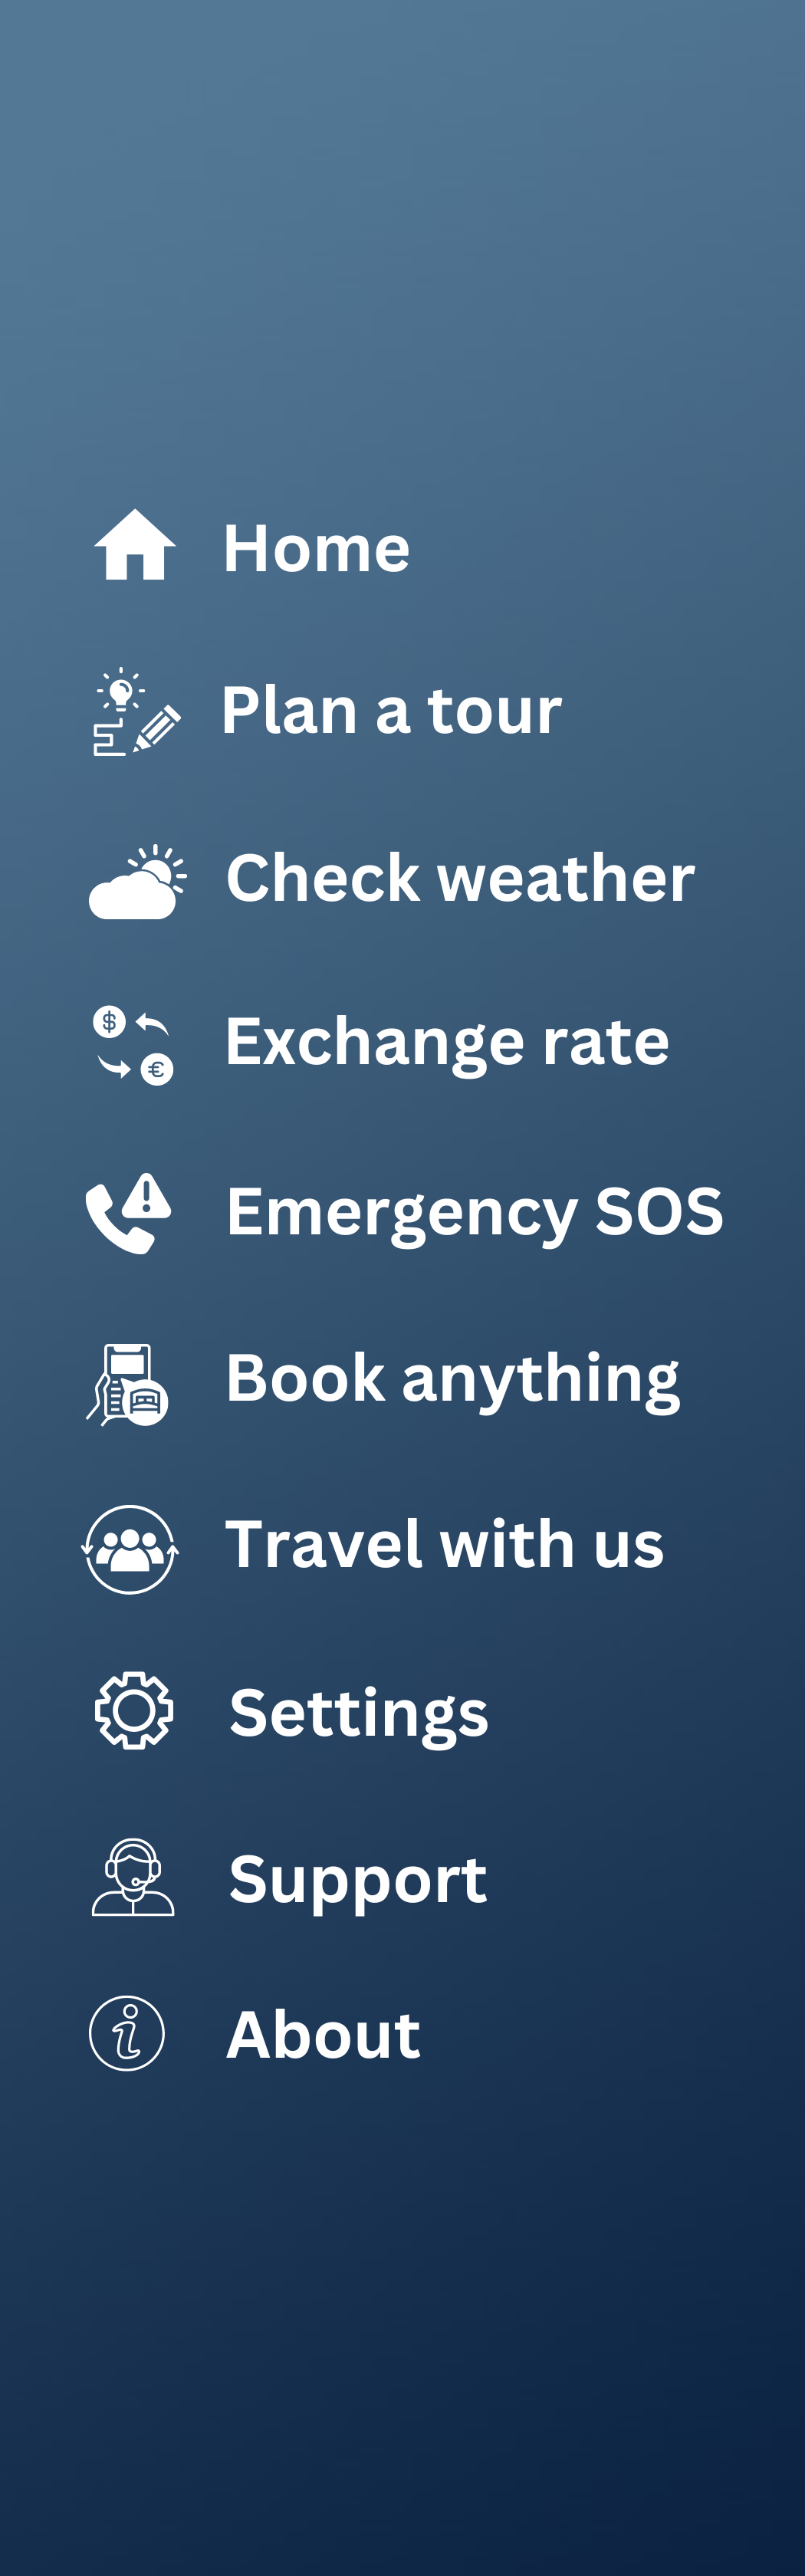 Home
Plan a tour
Check weather
$
Exchange rate
€
Emergency SOS
Book anything
Travel with us
Settings
Support
About